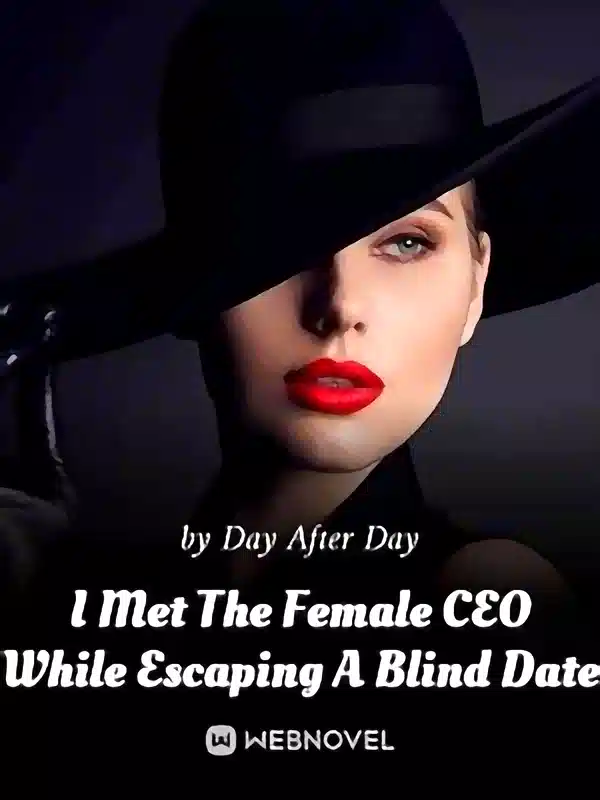 by Day After Day
I Met The Female CEO
While Escaping A Blind Date
WEBNOVEL